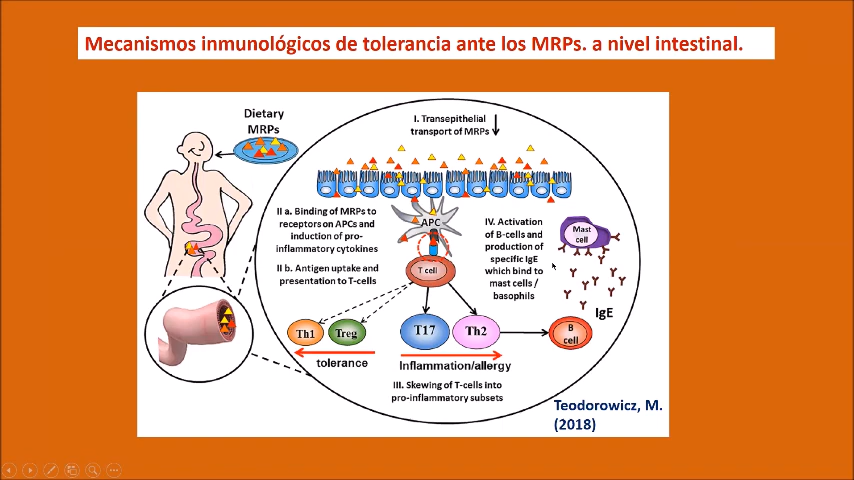 Mecanismos inmunológicos de tolerancia ante los MRPs. a nivel intestinal.
Dietary
MRPs
I. Transepithelial
transport of MRPs
II a. Binding of MRPs to
receptors on APCs and
induction of pro-
inflammatory cytokines
II b. Antigen uptake and
presentation to T-cells
APC
T cell
IV. Activation
of B-cells and
production of
specific IgE
which bind to
mast cells /
basophils
Mast
cell
IgE
Th1
Treg
T17
Th2
B
cell
tolerance
Inflammation/allergy
III. Skewing of T-cells into
pro-inflammatory subsets
Teodorowicz, M.
(2018)